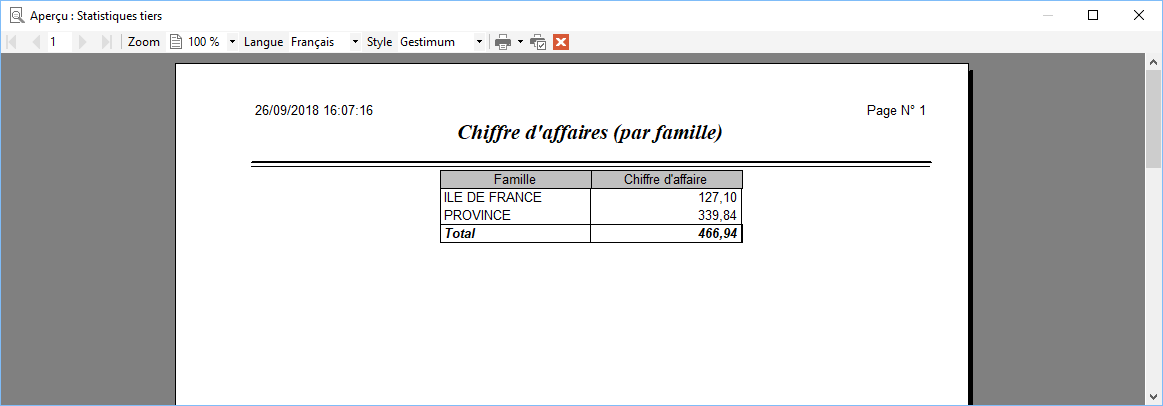 Aperçu : Statistiques tiers
1 Zoom 100 % Langue Français Style Gestimum
26/09/2018 16:07:16 Page N° 1
Chiffre d'affaires (par famille)
Famille Chiffre d'affaire
ILE DE FRANCE 127,10
PROVINCE 339,84
Total 466,94